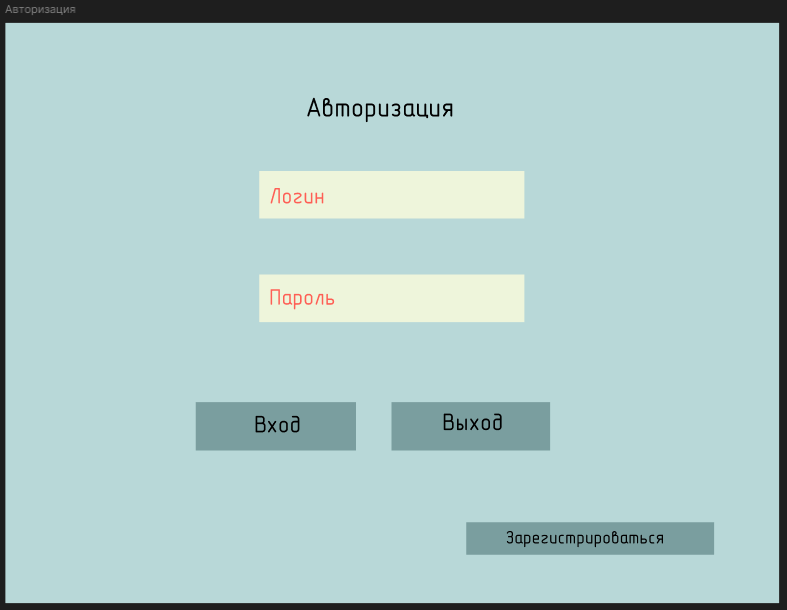 Авторизация
Авторизация
Логин
Пароль
Вход
Выход
Зарегистрироваться